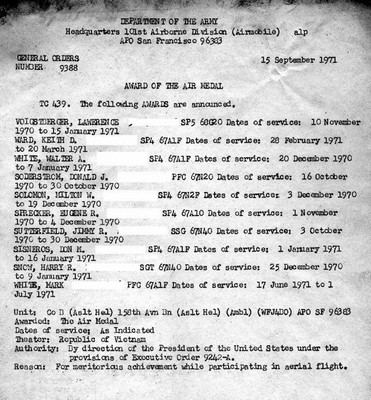 DEPARTMENT OF THE ARMY
Headquarters 101st Airborne Division (Airmobile) alp
APO San Francisco 96383
GENERAL ORDERS 15 September 1971
NUMBER 9388
AWARD OF THE AIR MEDAL
TC 439. The following AWARDS are announced.
VOIGSTBERGER, LAWERENCE SP5 68G20 Dates of service: 10 November
1970 to 15 January 1971
WARD, KEITH D. SP4 67A1F Dates of service: 28 February 1971
to 20 March 1971
WHITE, WALTER A. SP4 67A1F Dates of service: 20 December 1970
to 7 January 1971
SODERSTROM, DONALD J. PFC 67N20 Dates of service: 16 October
1970 to 30 October 1970
SOLOMON, MILTON W. SP4 67N2F Dates of service: 3 December 1970
to 19 December 1970
STRECKER, EUGENE R. SP4 67A10 Dates of service: 1 November
1970 to 4 December 1970
SUTTERFIELD, JIMMY R. SSG 67N40 Dates of service: 3 October
1970 to 30 December 1970
SISNEROS, DON M. SP4 67A1F Dates of service: 1 January 1971
to 16 January 1971
SNOW, HARRY R. SGT 67N40 Dates of service: 25 December 1970
to 9 January 1971
WHITE, MARK PFC 67A1F Dates of service: 17 June 1971 to 1
July 1971
Unit: Co D (Aslt Hel) 158th Avn Bn (Aslt Hel) (Ambl) (WFJ4D0) APO SF 96383
Awarded: The Air Medal
Dates of service: As Indicated
Theater: Republic of Vietnam
Authority: By direction of the President of the United States under the
provisions of Executive Order 9242-A.
Reason: For meritorious achievement while participating in aerial flight.